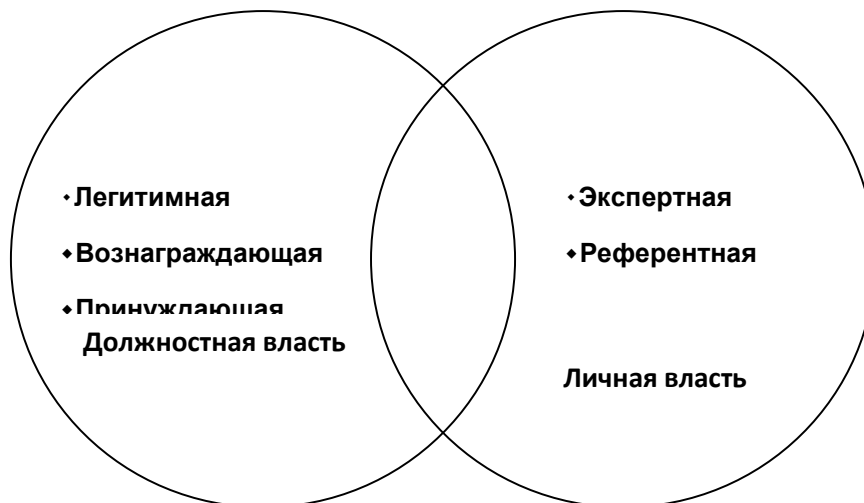 ⬥Легитимная
⬥Вознаграждающая
⬥Принуждающая
Должностная власть
⬥Экспертная
⬥Референтная
Личная власть